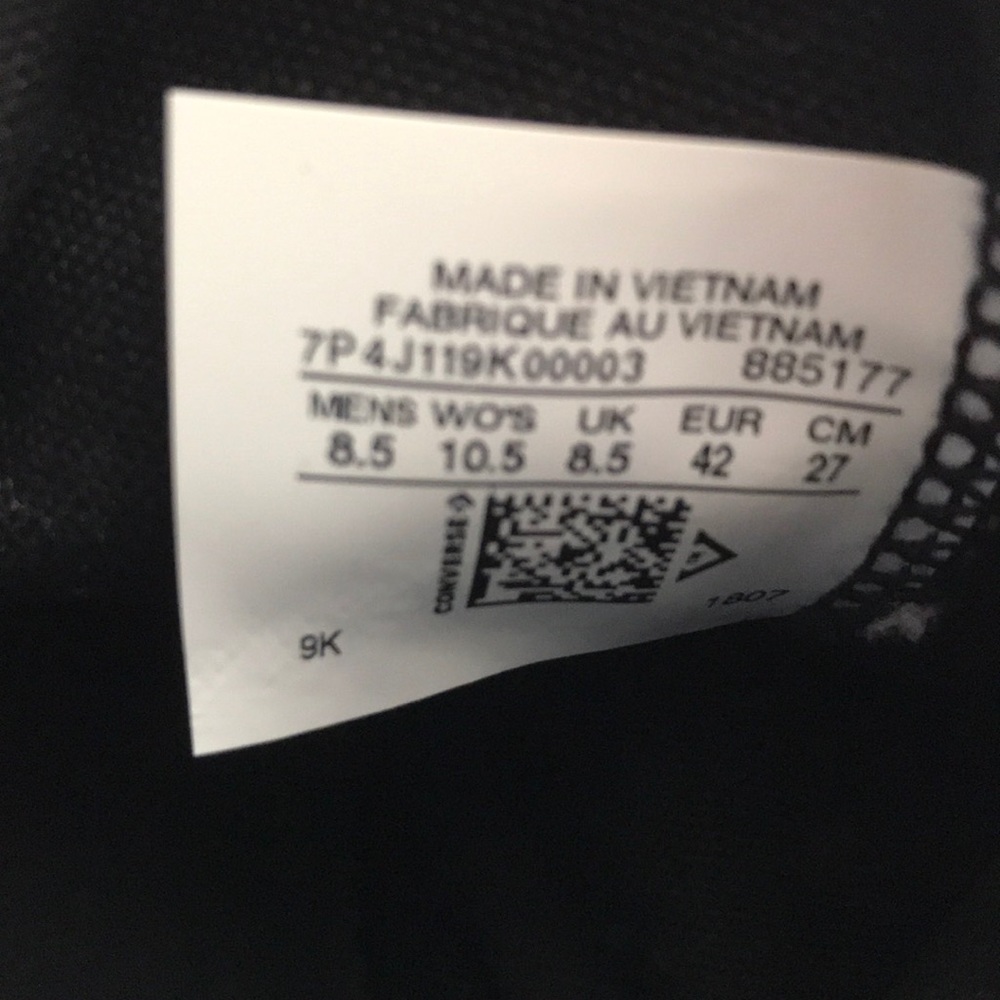 MADE IN VIETNAM
FABRIQUE AU VIETNAM
7P4J119K00003 885177
MENS WO'S UK EUR CM
8.5 10.5 8.5 42 27
CONVERSE
1807
9K